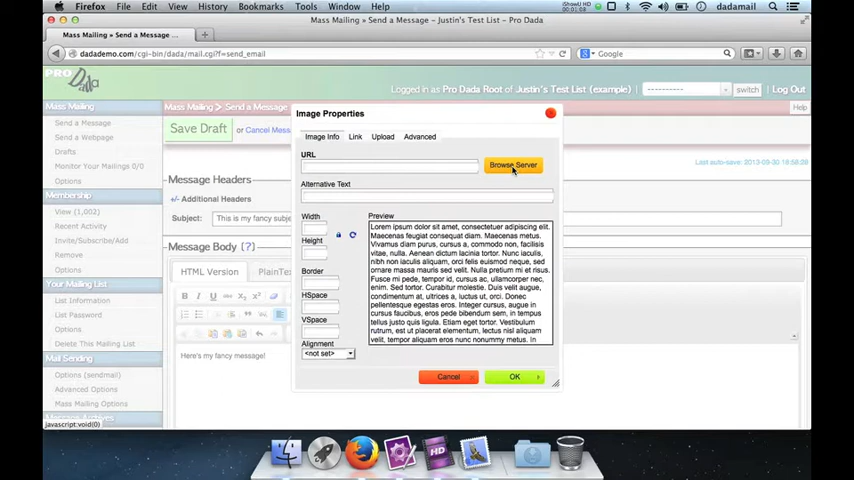 Firefox File Edit View History Bookmarks Tools Window Help dadamail
Mass Mailing » Send a Message – Justin's Test List – Pro Dada
Mass Mailing » Send a Message ...
dadademo.com/cgi-bin/dada/mail.cgi?f=send_email
Google
PRO Dada
Logged in as Pro Dada Root of Justin's Test List (example)
---------- switch Log Out
Mass Mailing
Send a Message
Send a Webpage
Drafts
Monitor Your Mailings 0/0
Options
Membership
View (1,002)
Recent Activity
Invite/Subscribe/Add
Remove
Options
Your Mailing List
List Information
List Password
Options
Delete This Mailing List
Mail Sending
Options (sendmail)
Advanced Options
Mass Mailing Options
javascript:void(0)
Mass Mailing » Send a Message
Help
Save Draft or Cancel Mess
Last auto-save: 2013-09-30 16:58:28
Message Headers
+/- Additional Headers
Subject: This is my fancy subje
Message Body [?]
HTML Version PlainTex
B I U
Here's my fancy message!
Image Properties
Image Info Link Upload Advanced
URL
Browse Server
Alternative Text
Width
Height
Border
HSpace
VSpace
Alignment
<not set>
Preview
Lorem ipsum dolor sit amet, consectetuer adipiscing elit.
Maecenas feugiat consequat diam. Maecenas metus.
Vivamus diam purus, cursus a, commodo non, facilisis
vitae, nulla. Aenean dictum lacinia tortor. Nunc iaculis,
nibh non iaculis aliquam, orci felis euismod neque, sed
ornare massa mauris sed velit. Nulla pretium mi et risus.
Fusce mi pede, tempor id, cursus ac, ullamcorper nec,
enim. Sed tortor. Curabitur molestie. Duis velit augue,
condimentum at, ultrices a, luctus ut, orci. Donec
pellentesque egestas eros. Integer cursus, augue in
cursus faucibus, eros pede bibendum sem, in tempus
tellus justo quis ligula. Etiam eget tortor. Vestibulum
rutrum, est ut placerat elementum, lectus nisl aliquam
velit, tempor aliquam eros nunc nonummy metus. In
Cancel
OK